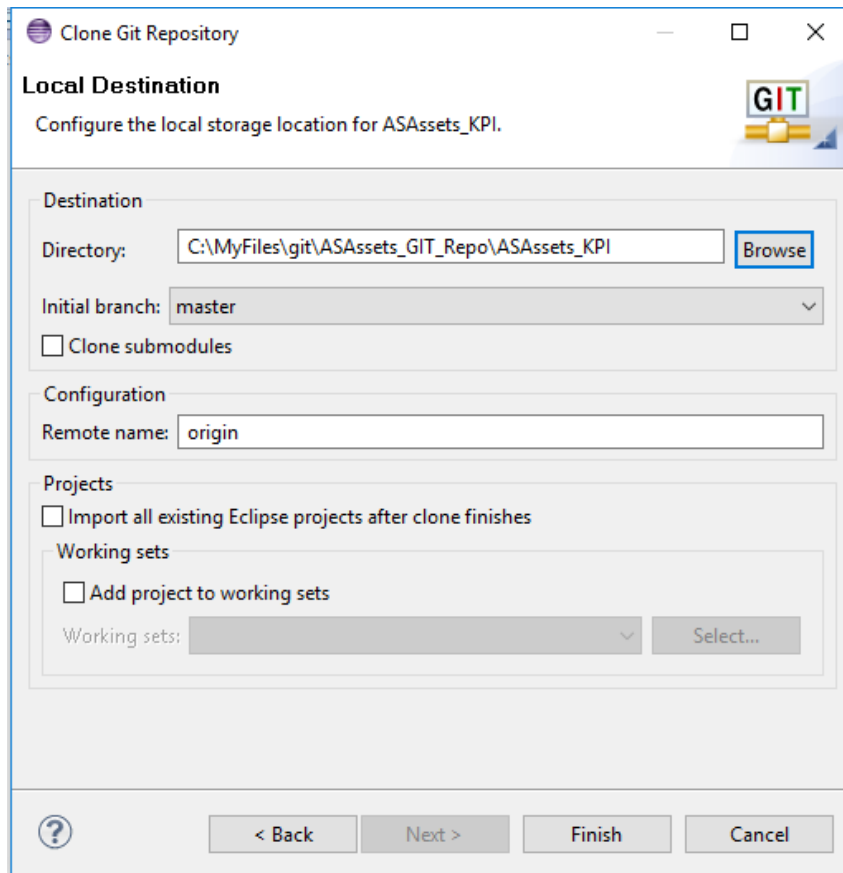 Clone Git Repository
Local Destination
Configure the local storage location for ASAssets_KPI.
GIT
Destination
Directory: C:\MyFiles\git\ASAssets_GIT_Repo\ASAssets_KPI Browse
Initial branch: master
Clone submodules
Configuration
Remote name: origin
Projects
Import all existing Eclipse projects after clone finishes
Working sets
Add project to working sets
Working sets: Select...
? < Back Next > Finish Cancel